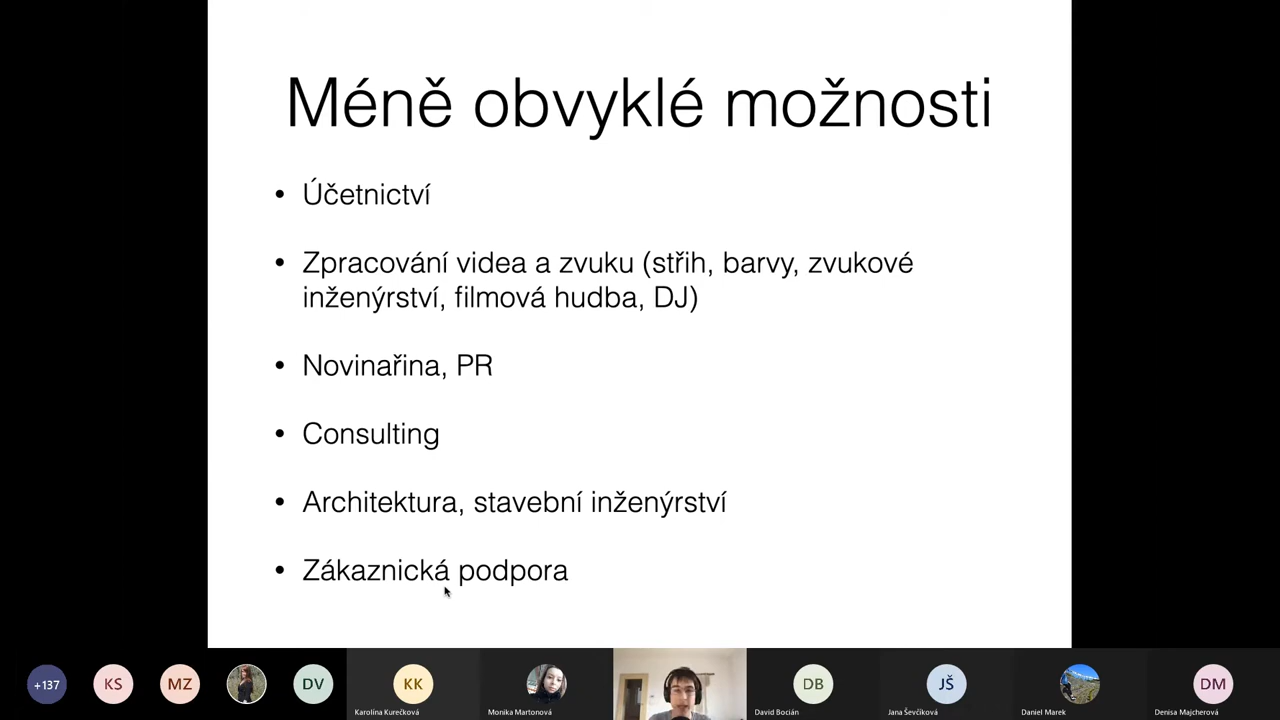 Méně obvyklé možnosti
• Účetnictví
• Zpracování videa a zvuku (střih, barvy, zvukové
inženýrství, filmová hudba, DJ)
• Novinařina, PR
• Consulting
• Architektura, stavební inženýrství
• Zákaznická podpora
+137
KS
MZ
DV
KK
DB
JŠ
DM
Karolína Kurečková
Monika Martonová
David Bocián
Jana Ševčíková
Daniel Marek
Denisa Majcherová